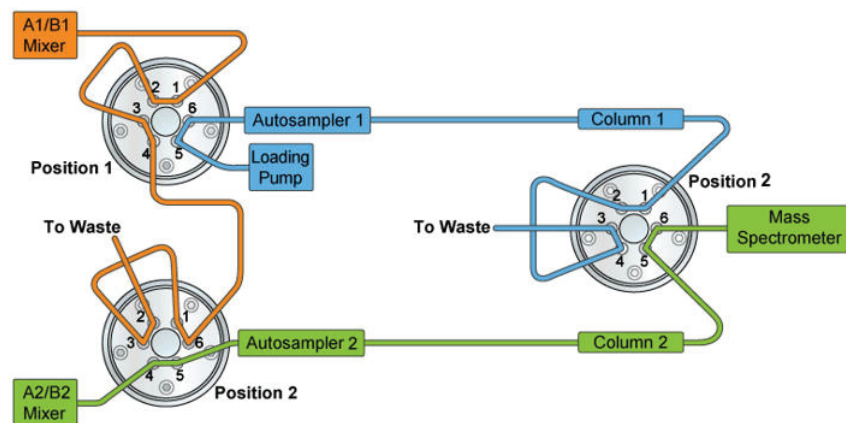 A1/B1
Mixer
2 1
3 6
4 5
Position 1
Autosampler 1
Loading
Pump
Column 1
Position 2
2 1
3 6
4 5
To Waste
Mass
Spectrometer
To Waste
2 1
3 6
4 5
Position 2
Autosampler 2
Column 2
A2/B2
Mixer